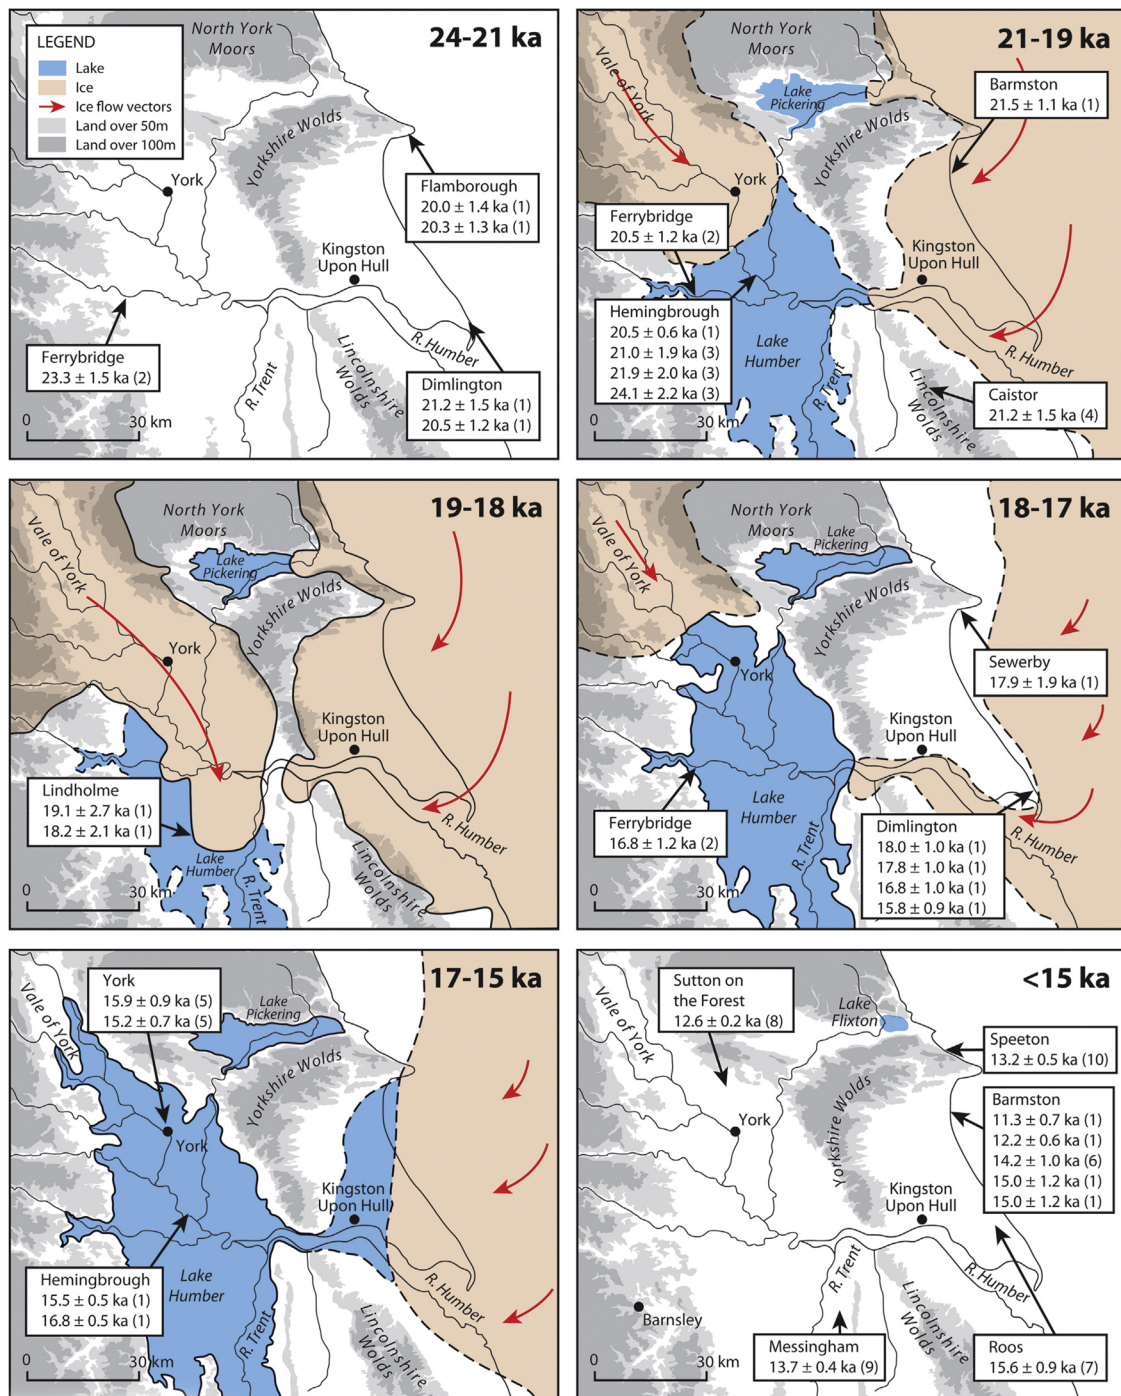 24-21 ka
LEGEND
Lake
Ice
Ice flow vectors
Land over 50m
Land over 100m
North York
Moors
Yorkshire Wolds
York
Flamborough
20.0 ± 1.4 ka (1)
20.3 ± 1.3 ka (1)
Kingston
Upon Hull
Ferrybridge
23.3 ± 1.5 ka (2)
R. Humber
R. Trent
Lincolnshire
Wolds
Dimlington
21.2 ± 1.5 ka (1)
20.5 ± 1.2 ka (1)
0
30 km
21-19 ka
North York
Moors
Vale of York
Lake
Pickering
Barmston
21.5 ± 1.1 ka (1)
Yorkshire Wolds
York
Ferrybridge
20.5 ± 1.2 ka (2)
Kingston
Upon Hull
Hemingbrough
20.5 ± 0.6 ka (1)
21.0 ± 1.9 ka (3)
21.9 ± 2.0 ka (3)
24.1 ± 2.2 ka (3)
Lake
Humber
R. Humber
R. Trent
Lincolnshire
Wolds
Caistor
21.2 ± 1.5 ka (4)
0
30 km
19-18 ka
North York
Moors
Vale of York
Lake
Pickering
Yorkshire Wolds
York
Kingston
Upon Hull
Lindholme
19.1 ± 2.7 ka (1)
18.2 ± 2.1 ka (1)
R. Humber
Lake
Humber
R. Trent
Lincolnshire
Wolds
0
30 km
18-17 ka
North York
Moors
Vale of York
Lake
Pickering
Yorkshire Wolds
York
Sewerby
17.9 ± 1.9 ka (1)
Kingston
Upon Hull
Ferrybridge
16.8 ± 1.2 ka (2)
Lake
Humber
R. Trent
R. Humber
Dimlington
18.0 ± 1.0 ka (1)
17.8 ± 1.0 ka (1)
16.8 ± 1.0 ka (1)
15.8 ± 0.9 ka (1)
0
30 km
17-15 ka
York
15.9 ± 0.9 ka (5)
15.2 ± 0.7 ka (5)
Vale of York
Lake
Pickering
Yorkshire Wolds
York
Kingston
Upon Hull
Hemingbrough
15.5 ± 0.5 ka (1)
16.8 ± 0.5 ka (1)
Lake
Humber
R. Humber
R. Trent
Lincolnshire
Wolds
0
30 km
<15 ka
Sutton on
the Forest
12.6 ± 0.2 ka (8)
Vale of York
Lake
Flixton
Speeton
13.2 ± 0.5 ka (10)
Yorkshire Wolds
York
Barmston
11.3 ± 0.7 ka (1)
12.2 ± 0.6 ka (1)
14.2 ± 1.0 ka (6)
15.0 ± 1.2 ka (1)
15.0 ± 1.2 ka (1)
Kingston
Upon Hull
R. Trent
R. Humber
Barnsley
Lincolnshire
Wolds
Messingham
13.7 ± 0.4 ka (9)
Roos
15.6 ± 0.9 ka (7)
0
30 km